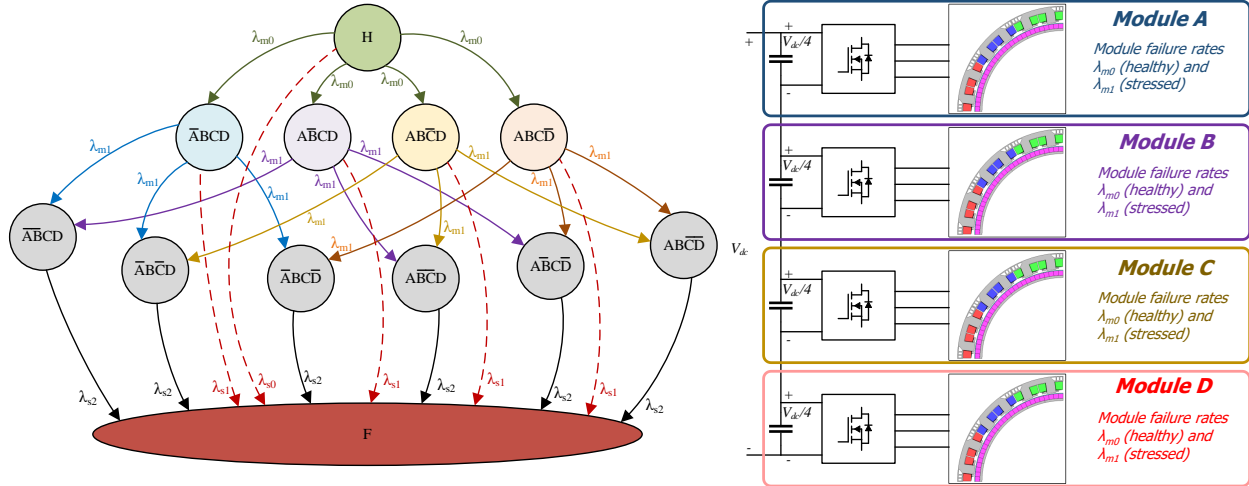 H
λm0
λm0
λm0
λm0
A̅BCD
AB̅CD
ABC̅D
ABCD̅
λm1
λm1
λm1
λm1
λm1
λm1
λm1
λm1
λm1
λm1
λm1
λm1
A̅B̅CD
A̅BC̅D
A̅BCD̅
AB̅C̅D
AB̅CD̅
ABC̅D̅
λs2
λs2
λs1
λs0
λs2
λs1
λs2
λs1
λs2
λs1
λs2
F
+
-
Vdc
+
Vdc/4
-
Module A
Module failure rates
λm0 (healthy) and
λm1 (stressed)
+
Vdc/4
-
Module B
Module failure rates
λm0 (healthy) and
λm1 (stressed)
+
Vdc/4
-
Module C
Module failure rates
λm0 (healthy) and
λm1 (stressed)
+
Vdc/4
-
Module D
Module failure rates
λm0 (healthy) and
λm1 (stressed)